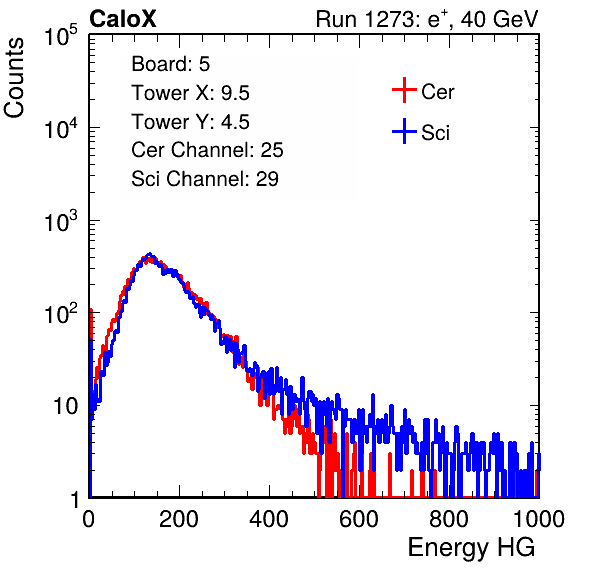 CaloX Run 1273: e⁺, 40 GeV
Counts
10⁵
10⁴
10³
10²
10
1
Board: 5
Tower X: 9.5
Tower Y: 4.5
Cer Channel: 25
Sci Channel: 29
Cer
Sci
0 200 400 600 800 1000
Energy HG